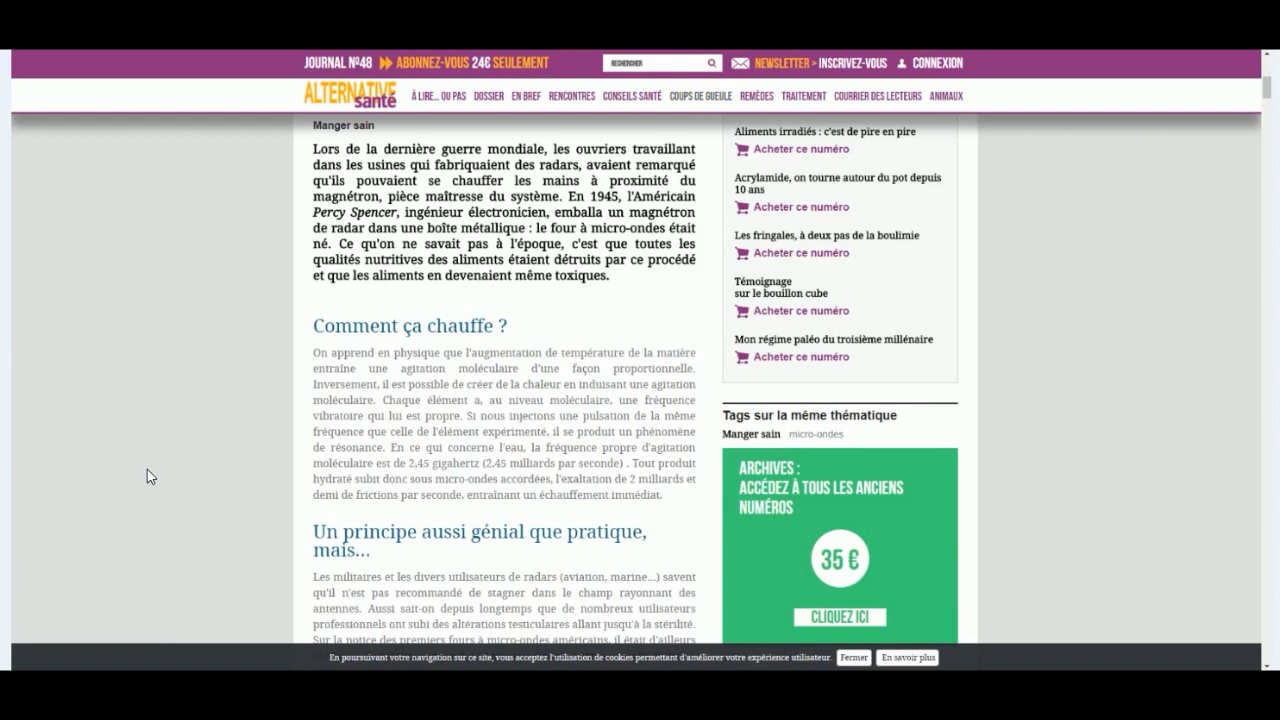 JOURNAL Nº48 ABONNEZ-VOUS 24€ SEULEMENT
RECHERCHER
NEWSLETTER > INSCRIVEZ-VOUS
CONNEXION
ALTERNATIVE santé
À LIRE... OU PAS DOSSIER EN BREF RENCONTRES CONSEILS SANTÉ COUPS DE GUEULE REMÈDES TRAITEMENT COURRIER DES LECTEURS ANIMAUX
Manger sain
Lors de la dernière guerre mondiale, les ouvriers travaillant
dans les usines qui fabriquaient des radars, avaient remarqué
qu'ils pouvaient se chauffer les mains à proximité du
magnétron, pièce maîtresse du système. En 1945, l'Américain
Percy Spencer, ingénieur électronicien, emballa un magnétron
de radar dans une boîte métallique : le four à micro-ondes était
né. Ce qu'on ne savait pas à l'époque, c'est que toutes les
qualités nutritives des aliments étaient détruits par ce procédé
et que les aliments en devenaient même toxiques.
Comment ça chauffe ?
On apprend en physique que l'augmentation de température de la matière
entraîne une agitation moléculaire d'une façon proportionnelle.
Inversement, il est possible de créer de la chaleur en induisant une agitation
moléculaire. Chaque élément a, au niveau moléculaire, une fréquence
vibratoire qui lui est propre. Si nous injectons une pulsation de la même
fréquence que celle de l'élément expérimenté, il se produit un phénomène
de résonance. En ce qui concerne l'eau, la fréquence propre d'agitation
moléculaire est de 2,45 gigahertz (2,45 milliards par seconde) . Tout produit
hydraté subit donc sous micro-ondes accordées, l'exaltation de 2 milliards et
demi de frictions par seconde, entraînant un échauffement immédiat.
Un principe aussi génial que pratique,
mais...
Les militaires et les divers utilisateurs de radars (aviation, marine...) savent
qu'il n'est pas recommandé de stagner dans le champ rayonnant des
antennes. Aussi sait-on depuis longtemps que de nombreux utilisateurs
professionnels ont subi des altérations testiculaires allant jusqu'à la stérilité.
Sur la notice des premiers fours à micro-ondes américains, il était d'ailleurs
Aliments irradiés : c'est de pire en pire
Acheter ce numéro
Acrylamide, on tourne autour du pot depuis
10 ans
Acheter ce numéro
Les fringales, à deux pas de la boulimie
Acheter ce numéro
Témoignage
sur le bouillon cube
Acheter ce numéro
Mon régime paléo du troisième millénaire
Acheter ce numéro
Tags sur la même thématique
Manger sain micro-ondes
ARCHIVES :
ACCÉDEZ À TOUS LES ANCIENS
NUMÉROS
35 €
CLIQUEZ ICI
En poursuivant votre navigation sur ce site, vous acceptez l'utilisation de cookies permettant d'améliorer votre expérience utilisateur. Fermer En savoir plus